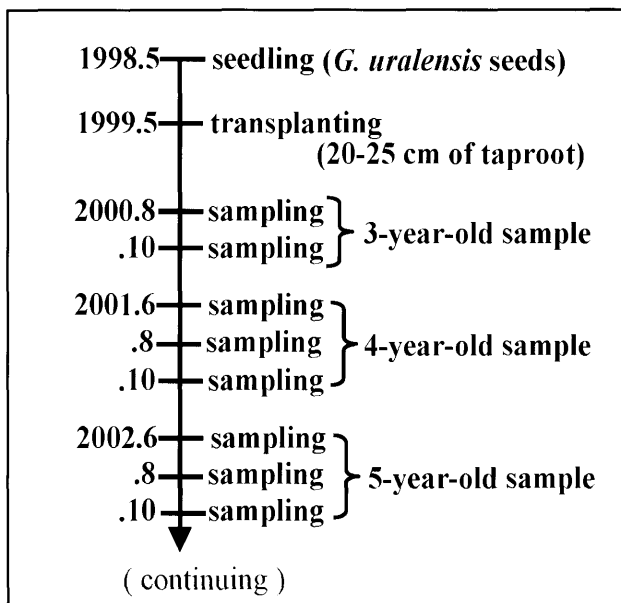 1998.5 seedling (G. uralensis seeds)
1999.5 transplanting
(20-25 cm of taproot)
2000.8 sampling
.10 sampling
3-year-old sample
2001.6 sampling
.8 sampling
.10 sampling
4-year-old sample
2002.6 sampling
.8 sampling
.10 sampling
5-year-old sample
( continuing )